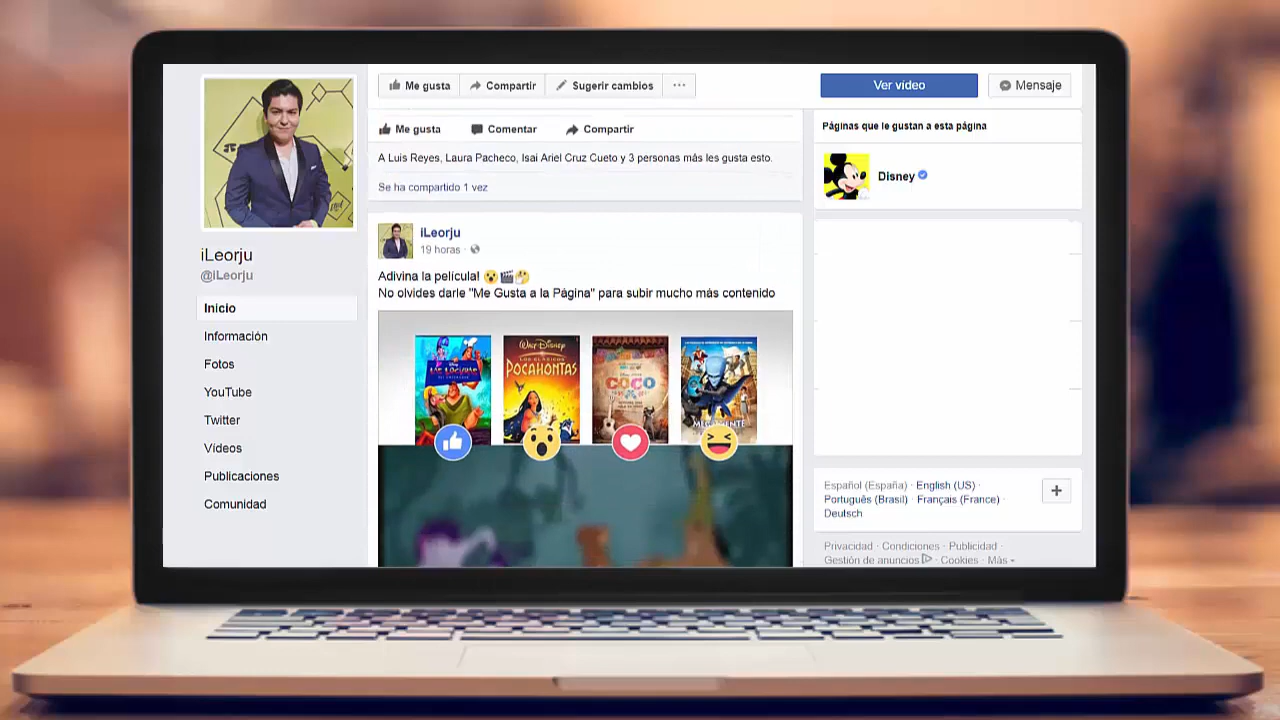 Me gusta
Compartir
Sugerir cambios
Ver vídeo
Mensaje
iLeorju
@iLeorju
Inicio
Información
Fotos
YouTube
Twitter
Vídeos
Publicaciones
Comunidad
Me gusta
Comentar
Compartir
A Luis Reyes, Laura Pacheco, Isai Ariel Cruz Cueto y 3 personas más les gusta esto.
Se ha compartido 1 vez
iLeorju
19 horas ·
Adivina la película!
No olvides darle "Me Gusta a la Página" para subir mucho más contenido
WALT DISNEY
LOS CLÁSICOS
POCAHONTAS
COCO
Páginas que le gustan a esta página
Disney
Español (España) · English (US) ·
Português (Brasil) · Français (France) ·
Deutsch
Privacidad · Condiciones · Publicidad ·
Gestión de anuncios · Cookies · Más